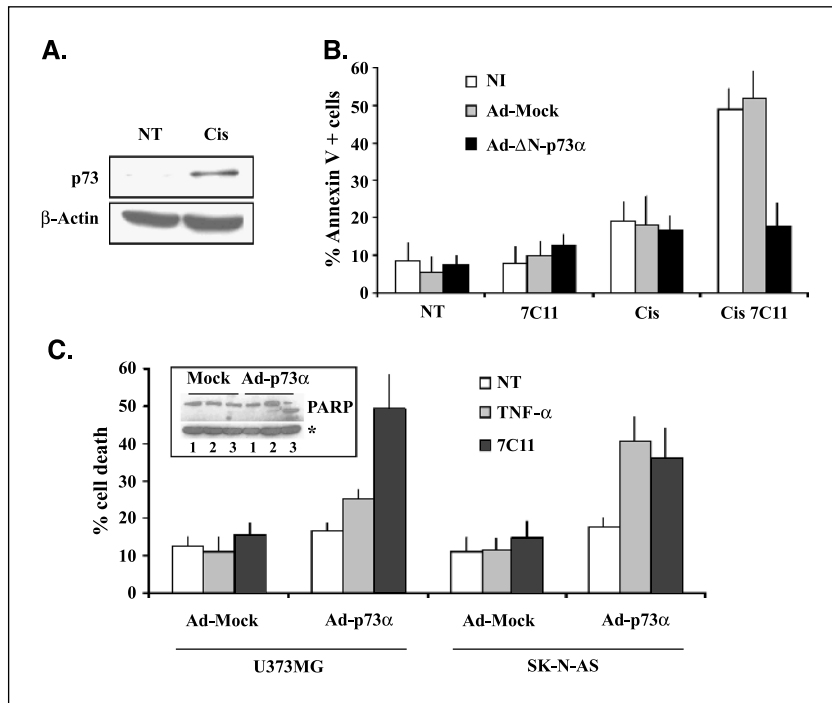 A.
NT Cis
p73
β-Actin
B.
% Annexin V + cells
60
50
40
30
20
10
0
NI
Ad-Mock
Ad-ΔN-p73α
NT 7C11 Cis Cis 7C11
C.
% cell death
60
50
40
30
20
10
0
Mock Ad-p73α
PARP
*
1 2 3 1 2 3
NT
TNF-α
7C11
Ad-Mock Ad-p73α Ad-Mock Ad-p73α
U373MG SK-N-AS